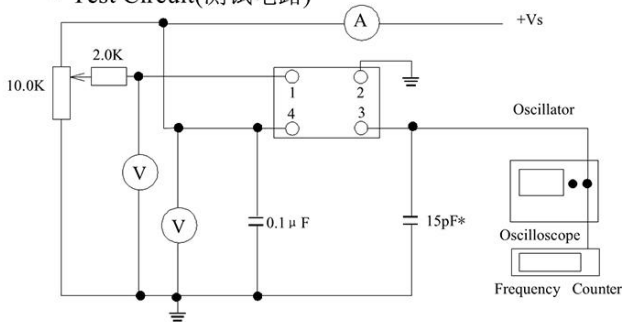 Test Circuit(测试电路)
A
+Vs
2.0K
10.0K
1
2
4
3
Oscillator
V
V
0.1μF
15pF*
Oscilloscope
Frequency Counter